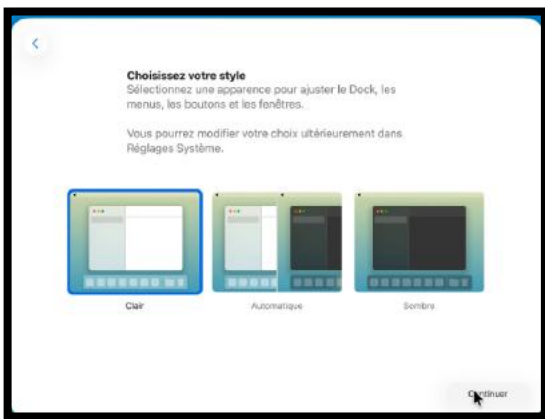 Choisissez votre style
Sélectionnez une apparence pour ajuster le Dock, les
menus, les boutons et les fenêtres.
Vous pourrez modifier votre choix ultérieurement dans
Réglages Système.
Clair
Automatique
Sombre
Continuer